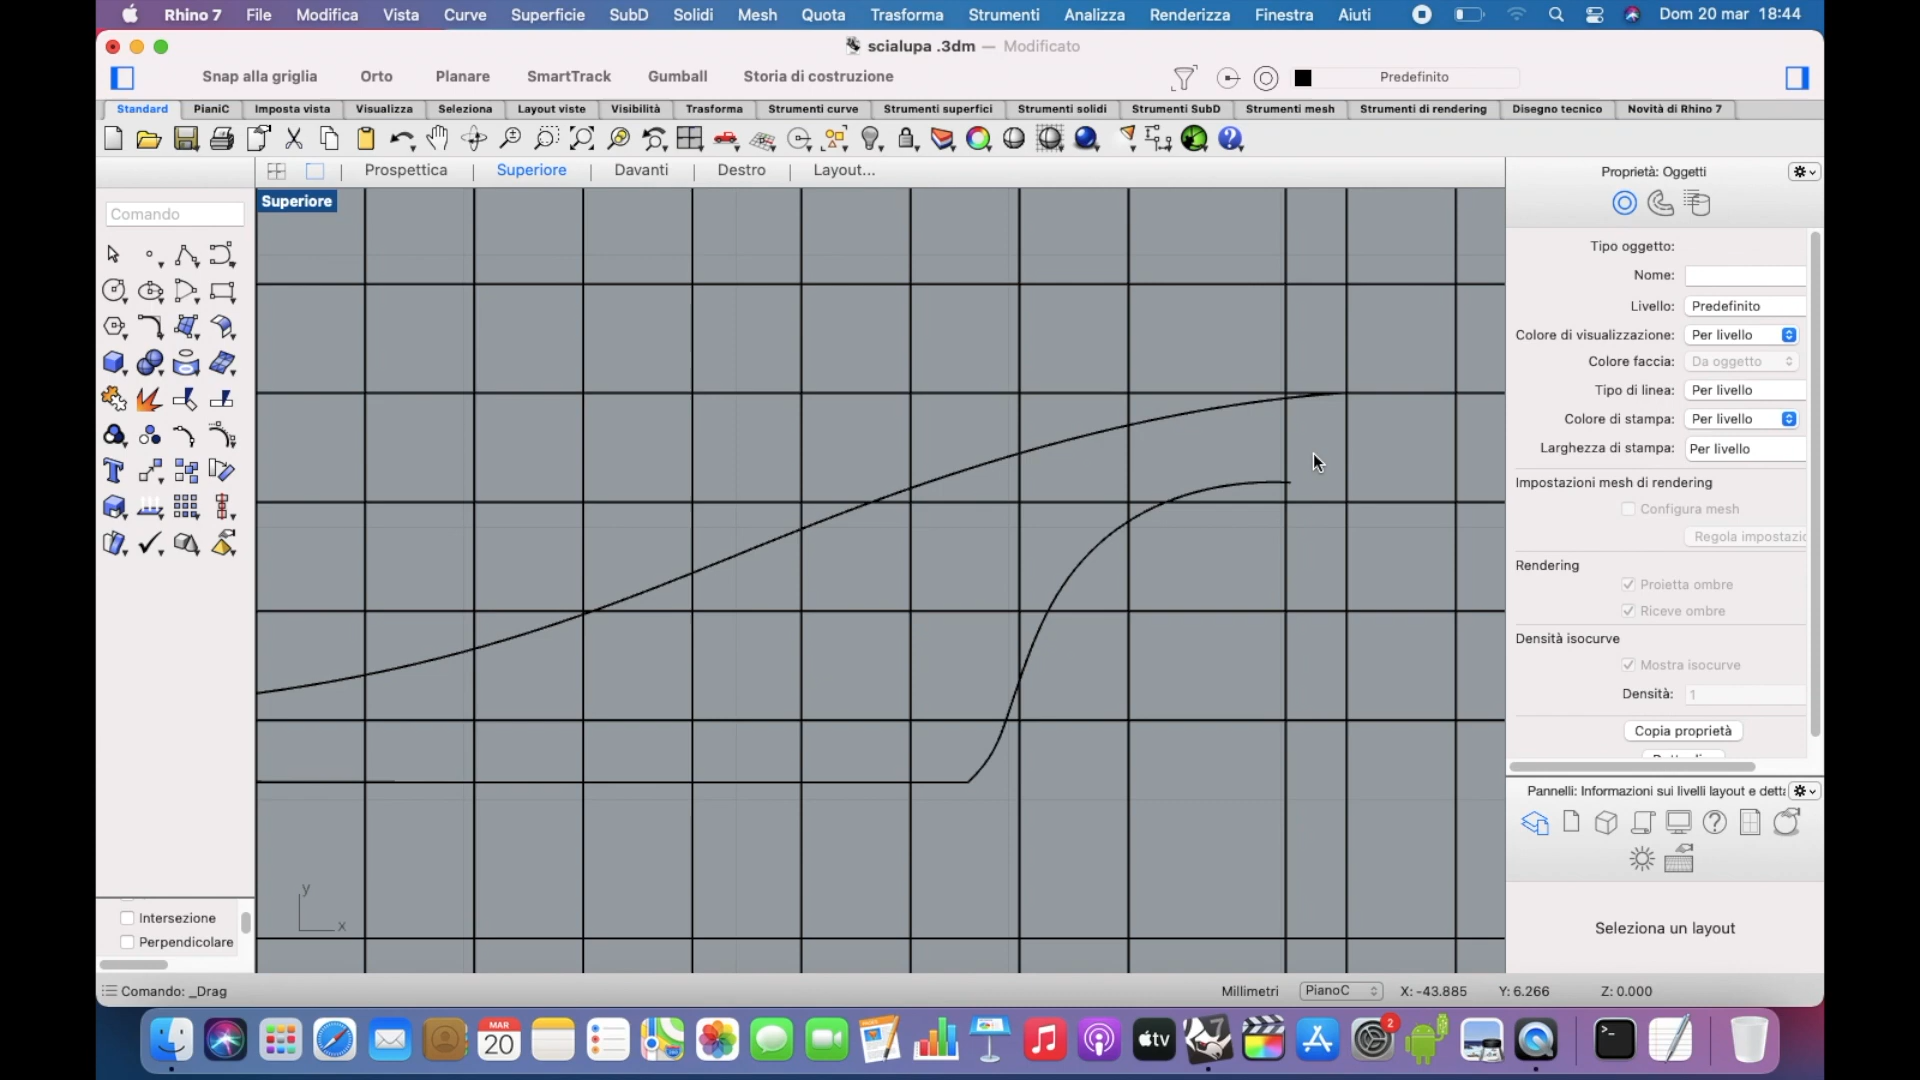 Rhino 7 File Modifica Vista Curve Superficie SubD Solidi Mesh Quota Trasforma Strumenti Analizza Renderizza Finestra Aiuti Dom 20 mar 18:44
scialupa .3dm — Modificato
Snap alla griglia Orto Planare SmartTrack Gumball Storia di costruzione Predefinito
Standard PianiC Imposta vista Visualizza Seleziona Layout viste Visibilità Trasforma Strumenti curve Strumenti superfici Strumenti solidi Strumenti SubD Strumenti mesh Strumenti di rendering Disegno tecnico Novità di Rhino 7
Prospettica Superiore Davanti Destro Layout... Proprietà: Oggetti
Superiore
Comando
Tipo oggetto:
Nome:
Livello: Predefinito
Colore di visualizzazione: Per livello
Colore faccia: Da oggetto
Tipo di linea: Per livello
Colore di stampa: Per livello
Larghezza di stampa: Per livello
Impostazioni mesh di rendering
Configura mesh
Regola impostazic
Rendering
Proietta ombre
Riceve ombre
Densità isocurve
Mostra isocurve
Densità: 1
Copia proprietà
Pannelli: Informazioni sui livelli layout e detta
y
x
Intersezione
Perpendicolare
Seleziona un layout
Comando: _Drag Millimetri PianoC X: -43.885 Y: 6.266 Z: 0.000
MAR
20
tv
7
2